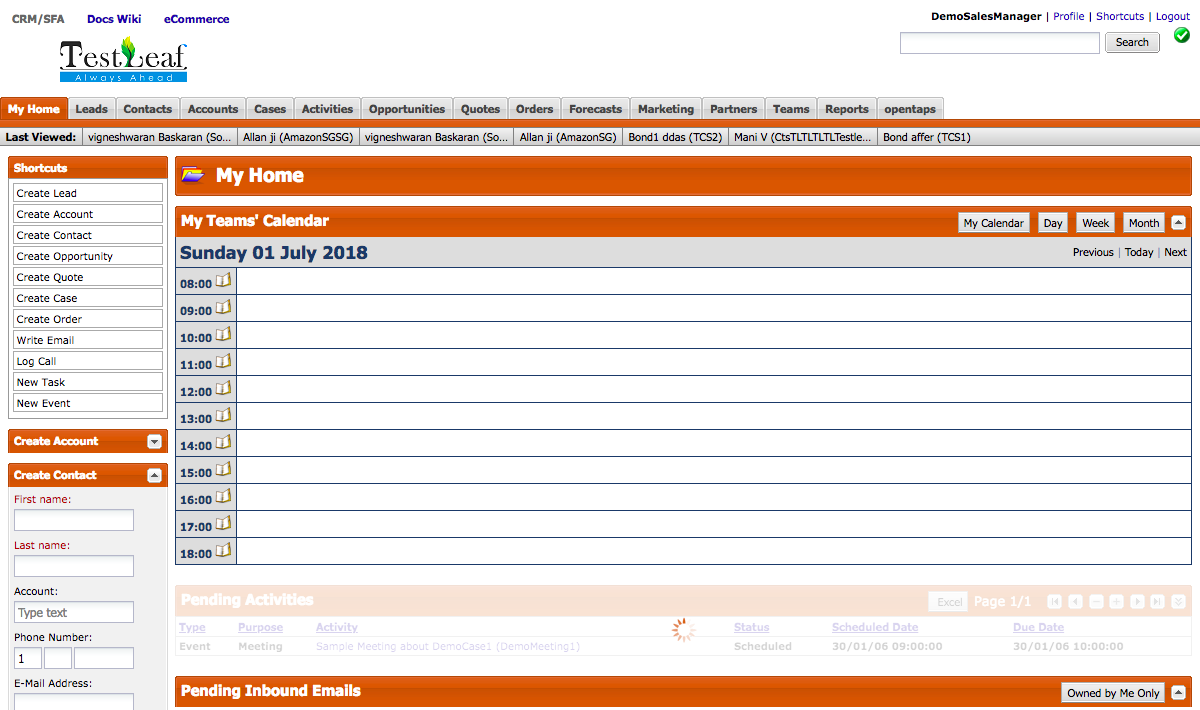 CRM/SFA Docs Wiki eCommerce
DemoSalesManager | Profile | Shortcuts | Logout
TestLeaf
Always Ahead
Search
My Home Leads Contacts Accounts Cases Activities Opportunities Quotes Orders Forecasts Marketing Partners Teams Reports opentaps
Last Viewed: vigneshwaran Baskaran (So... Allan ji (AmazonSGSG) vigneshwaran Baskaran (So... Allan ji (AmazonSG) Bond1 ddas (TCS2) Mani V (CtsTLTLTLTLTestle... Bond affer (TCS1)
Shortcuts
Create Lead
Create Account
Create Contact
Create Opportunity
Create Quote
Create Case
Create Order
Write Email
Log Call
New Task
New Event
Create Account
Create Contact
First name:
Last name:
Account:
Type text
Phone Number:
1
E-Mail Address:
My Home
My Teams' Calendar My Calendar Day Week Month
Sunday 01 July 2018 Previous | Today | Next
08:00
09:00
10:00
11:00
12:00
13:00
14:00
15:00
16:00
17:00
18:00
Pending Activities Excel Page 1/1
Type Purpose Activity Status Scheduled Date Due Date
Event Meeting Sample Meeting about DemoCase1 (DemoMeeting1) Scheduled 30/01/06 09:00:00 30/01/06 10:00:00
Pending Inbound Emails Owned by Me Only